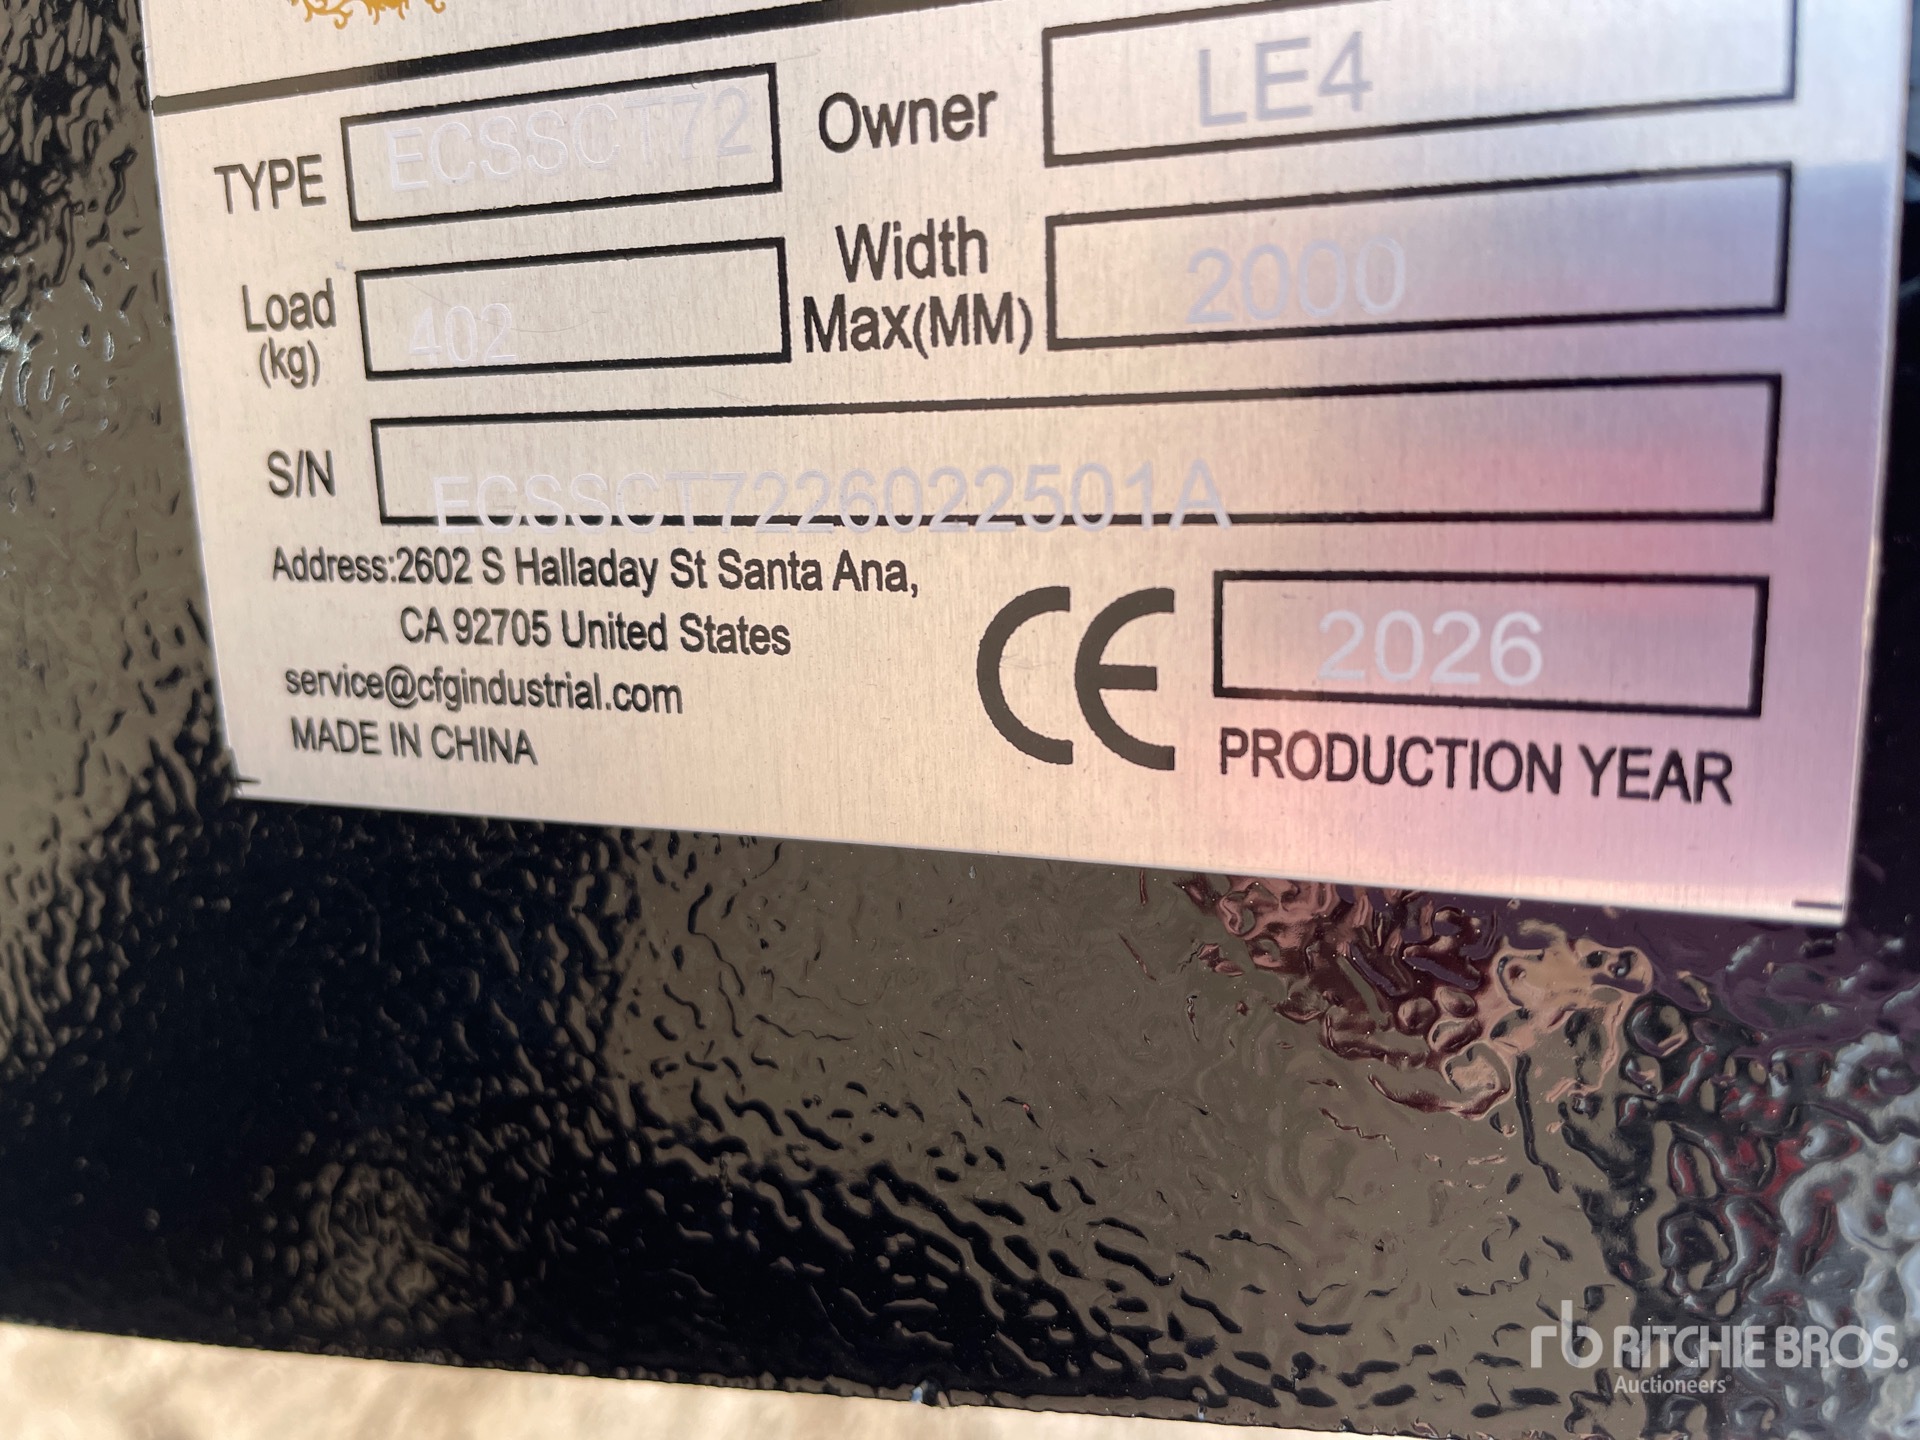 TYPE ECSSCT72 Owner LE4
Load (kg) 402 Width Max(MM) 2000
S/N ECSSCT7226022501A
Address:2602 S Halladay St Santa Ana,
CA 92705 United States
service@cfgindustrial.com
MADE IN CHINA
CE 2026
PRODUCTION YEAR
rb RITCHIE BROS.
Auctioneers